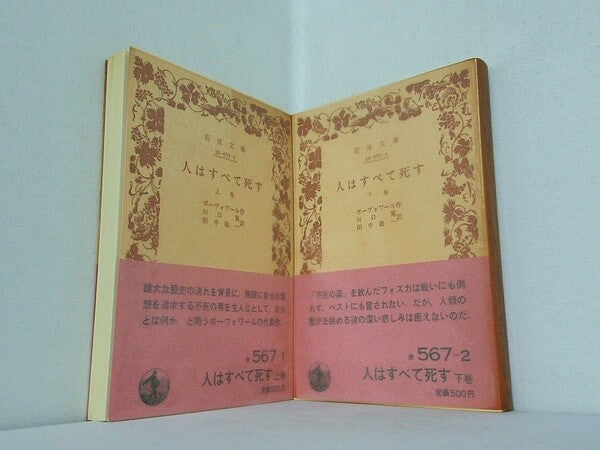 岩波文庫
人はすべて死す
上巻
ボーヴォワール作
川口篤
田中敬一訳
雄大な歴史の流れを背景に、無限に自分の理
想を追求する不死の男を主人公として、
とは何か、と問うボーヴォワールの代表作。
赤 567-1
人はすべて死す 上巻
定価500円
岩波文庫
人はすべて死す
下巻
ボーヴォワール作
川口篤
田中敬一訳
「不死の薬」を飲んだフォスカは戦いにも倒
れず、ペストにも冒されない。だが、人類の
歴史を眺める彼の深い悲しみは癒えないのだ。
赤 567-2
人はすべて死す 下巻
定価500円